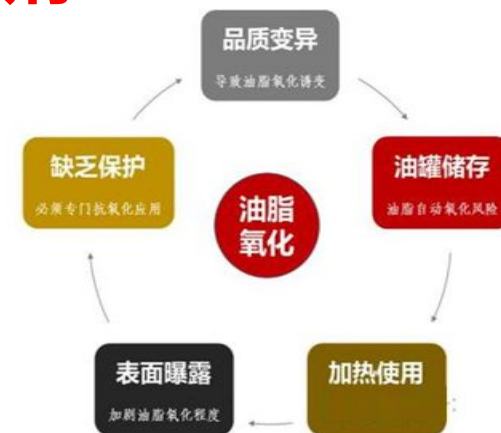 品质变异
导致油脂氧化诱变
缺乏保护
必须专门抗氧化应用
油罐储存
油脂自动氧化风险
油脂
氧化
表面曝露
加剧油脂氧化程度
加热使用